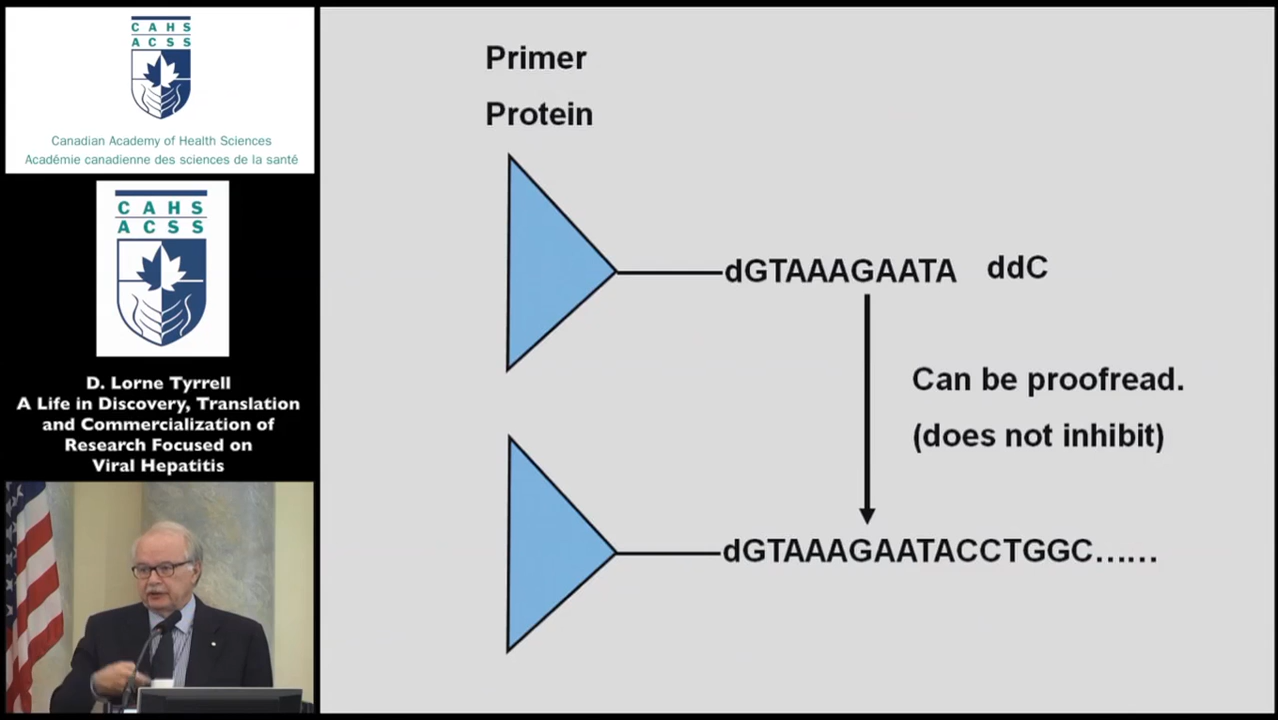 CAHS
ACSS
Canadian Academy of Health Sciences
Académie canadienne des sciences de la santé
CAHS
ACSS
D. Lorne Tyrrell
A Life in Discovery, Translation
and Commercialization of
Research Focused on
Viral Hepatitis
Primer
Protein
dGTAAAGAATA ddC
Can be proofread.
(does not inhibit)
dGTAAAGAATACCTGGC......